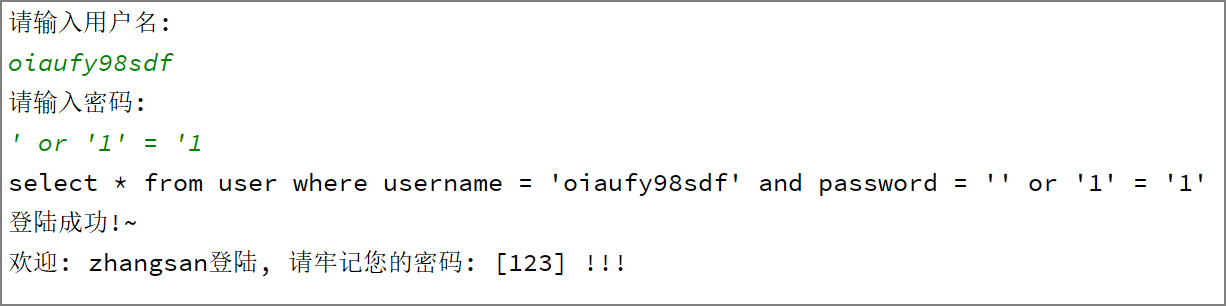 请输入用户名:
oiaufy98sdf
请输入密码:
' or '1' = '1
select * from user where username = 'oiaufy98sdf' and password = '' or '1' = '1'
登陆成功!~
欢迎: zhangsan登陆, 请牢记您的密码: [123] !!!